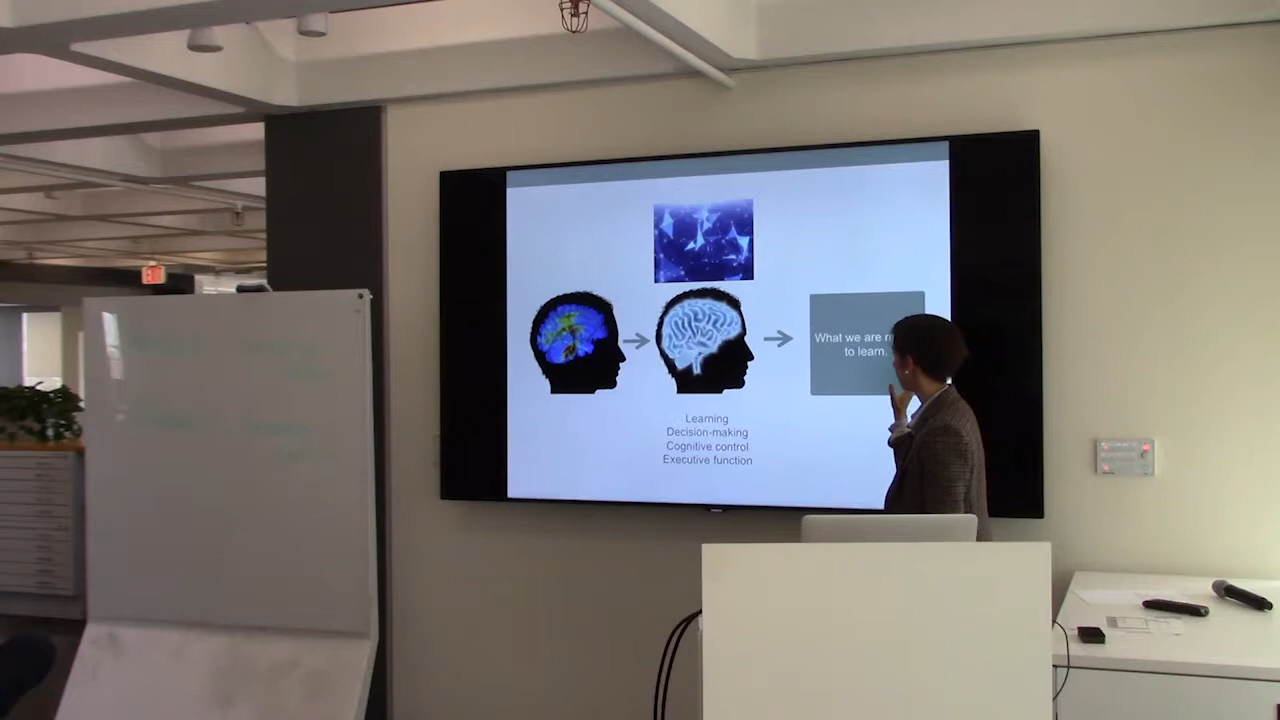 What we are
to learn.
Learning
Decision-making
Cognitive control
Executive function